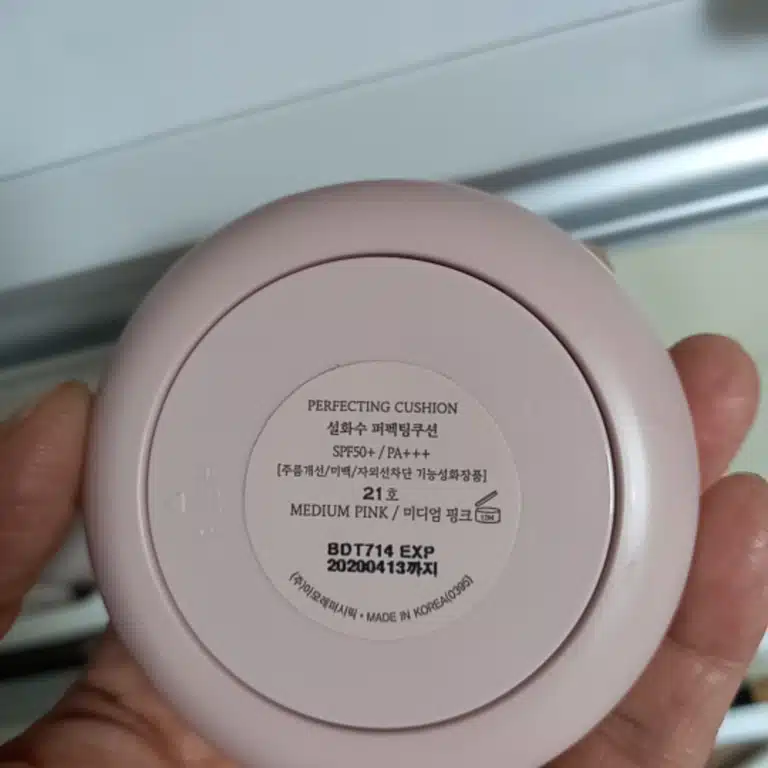 PERFECTING CUSHION
설화수 퍼펙팅쿠션
SPF50+ / PA+++
[주름개선/미백/자외선차단 기능성화장품]
21호
MEDIUM PINK / 미디엄 핑크
12M
BDT714 EXP
20200413까지
(주)아모레퍼시픽 • MADE IN KOREA(0395)